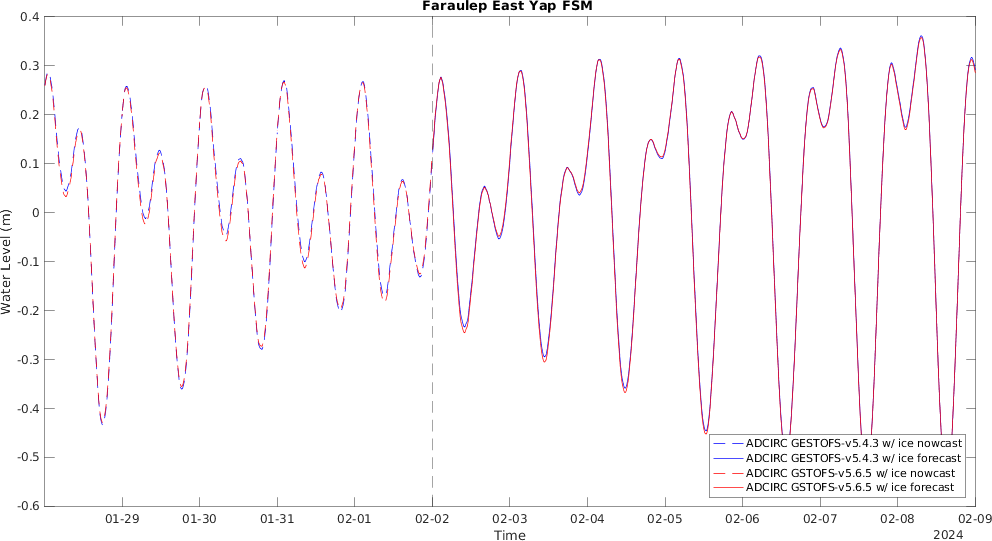 Faraulep East Yap FSM
Water Level (m)
0.4
0.3
0.2
0.1
0
-0.1
-0.2
-0.3
-0.4
-0.5
-0.6
ADCIRC GESTOFS-v5.4.3 w/ ice nowcast
ADCIRC GESTOFS-v5.4.3 w/ ice forecast
ADCIRC GSTOFS-v5.6.5 w/ ice nowcast
ADCIRC GSTOFS-v5.6.5 w/ ice forecast
01-29 01-30 01-31 02-01 02-02 02-03 02-04 02-05 02-06 02-07 02-08 02-09
Time
2024